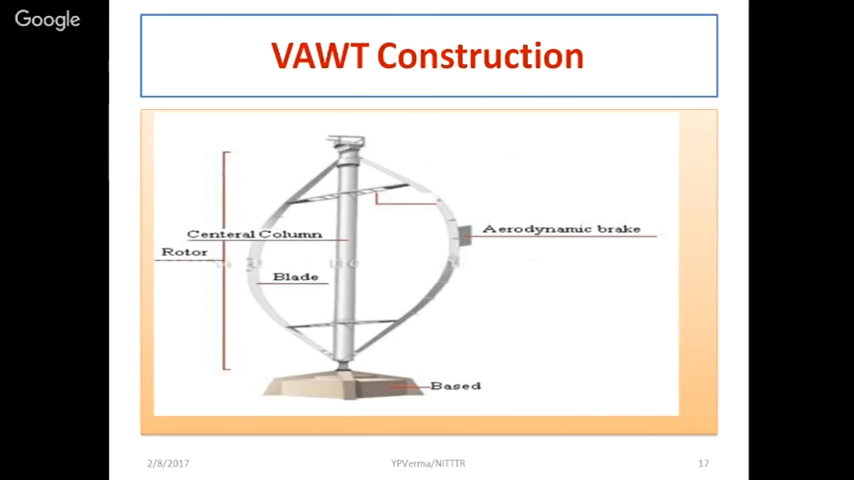 Google
VAWT Construction
Centeral Column
Aerodynamic brake
Rotor
Blade
Based
2/8/2017
YPVerma/NITTTR
17